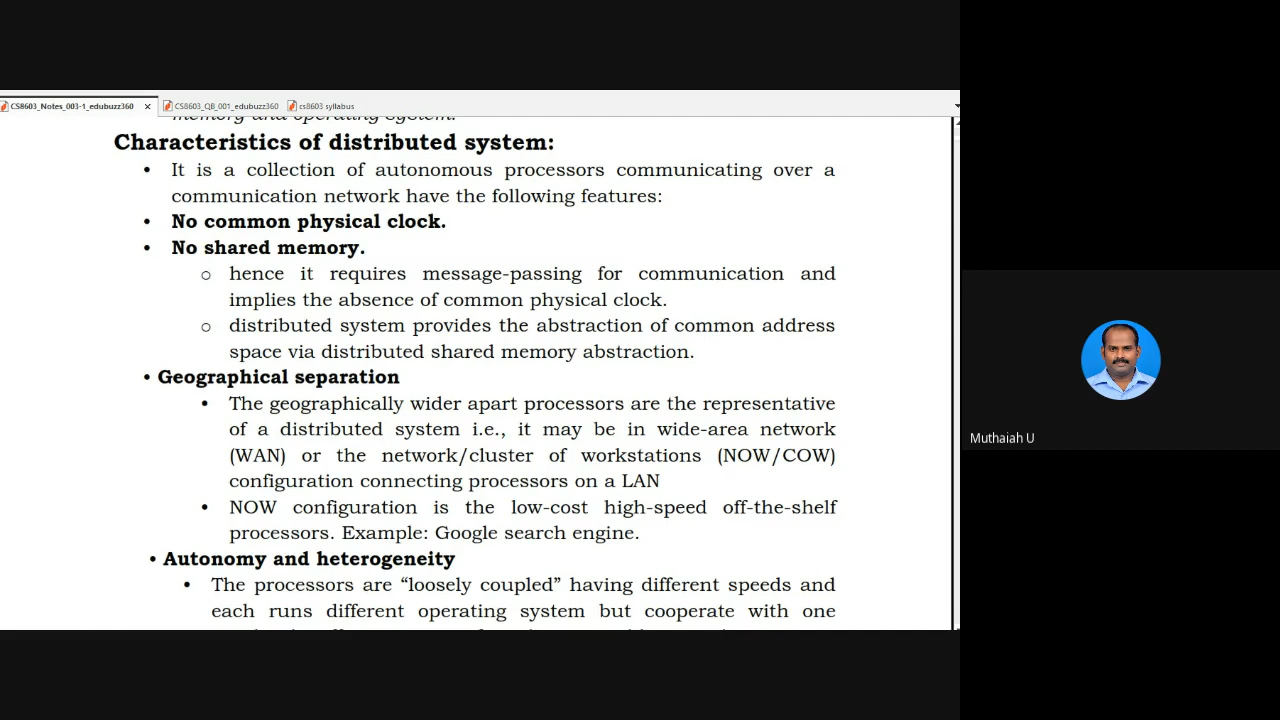 CS8603_Notes_003-1_edubuzz360
CS8603_QB_001_edubuzz360
cs8603 syllabus
memory and operating system.
Characteristics of distributed system:
• It is a collection of autonomous processors communicating over a
communication network have the following features:
• No common physical clock.
• No shared memory.
o hence it requires message-passing for communication and
implies the absence of common physical clock.
o distributed system provides the abstraction of common address
space via distributed shared memory abstraction.
• Geographical separation
• The geographically wider apart processors are the representative
of a distributed system i.e., it may be in wide-area network
(WAN) or the network/cluster of workstations (NOW/COW)
configuration connecting processors on a LAN
• NOW configuration is the low-cost high-speed off-the-shelf
processors. Example: Google search engine.
• Autonomy and heterogeneity
• The processors are “loosely coupled” having different speeds and
each runs different operating system but cooperate with one
Muthaiah U